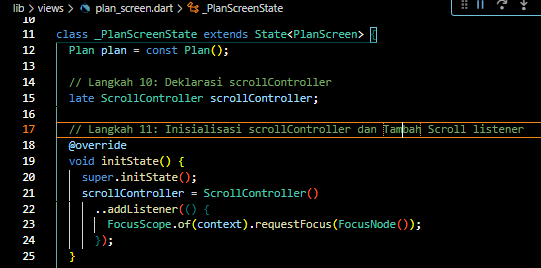 lib > views > plan_screen.dart > _PlanScreenState
10
11 class _PlanScreenState extends State<PlanScreen> {
12 Plan plan = const Plan();
13
14 // Langkah 10: Deklarasi scrollController
15 late ScrollController scrollController;
16
17 // Langkah 11: Inisialisasi scrollController dan Tambah Scroll listener
18 @override
19 void initState() {
20 super.initState();
21 scrollController = ScrollController()
22 ..addListener(() {
23 FocusScope.of(context).requestFocus(FocusNode());
24 });
25 }